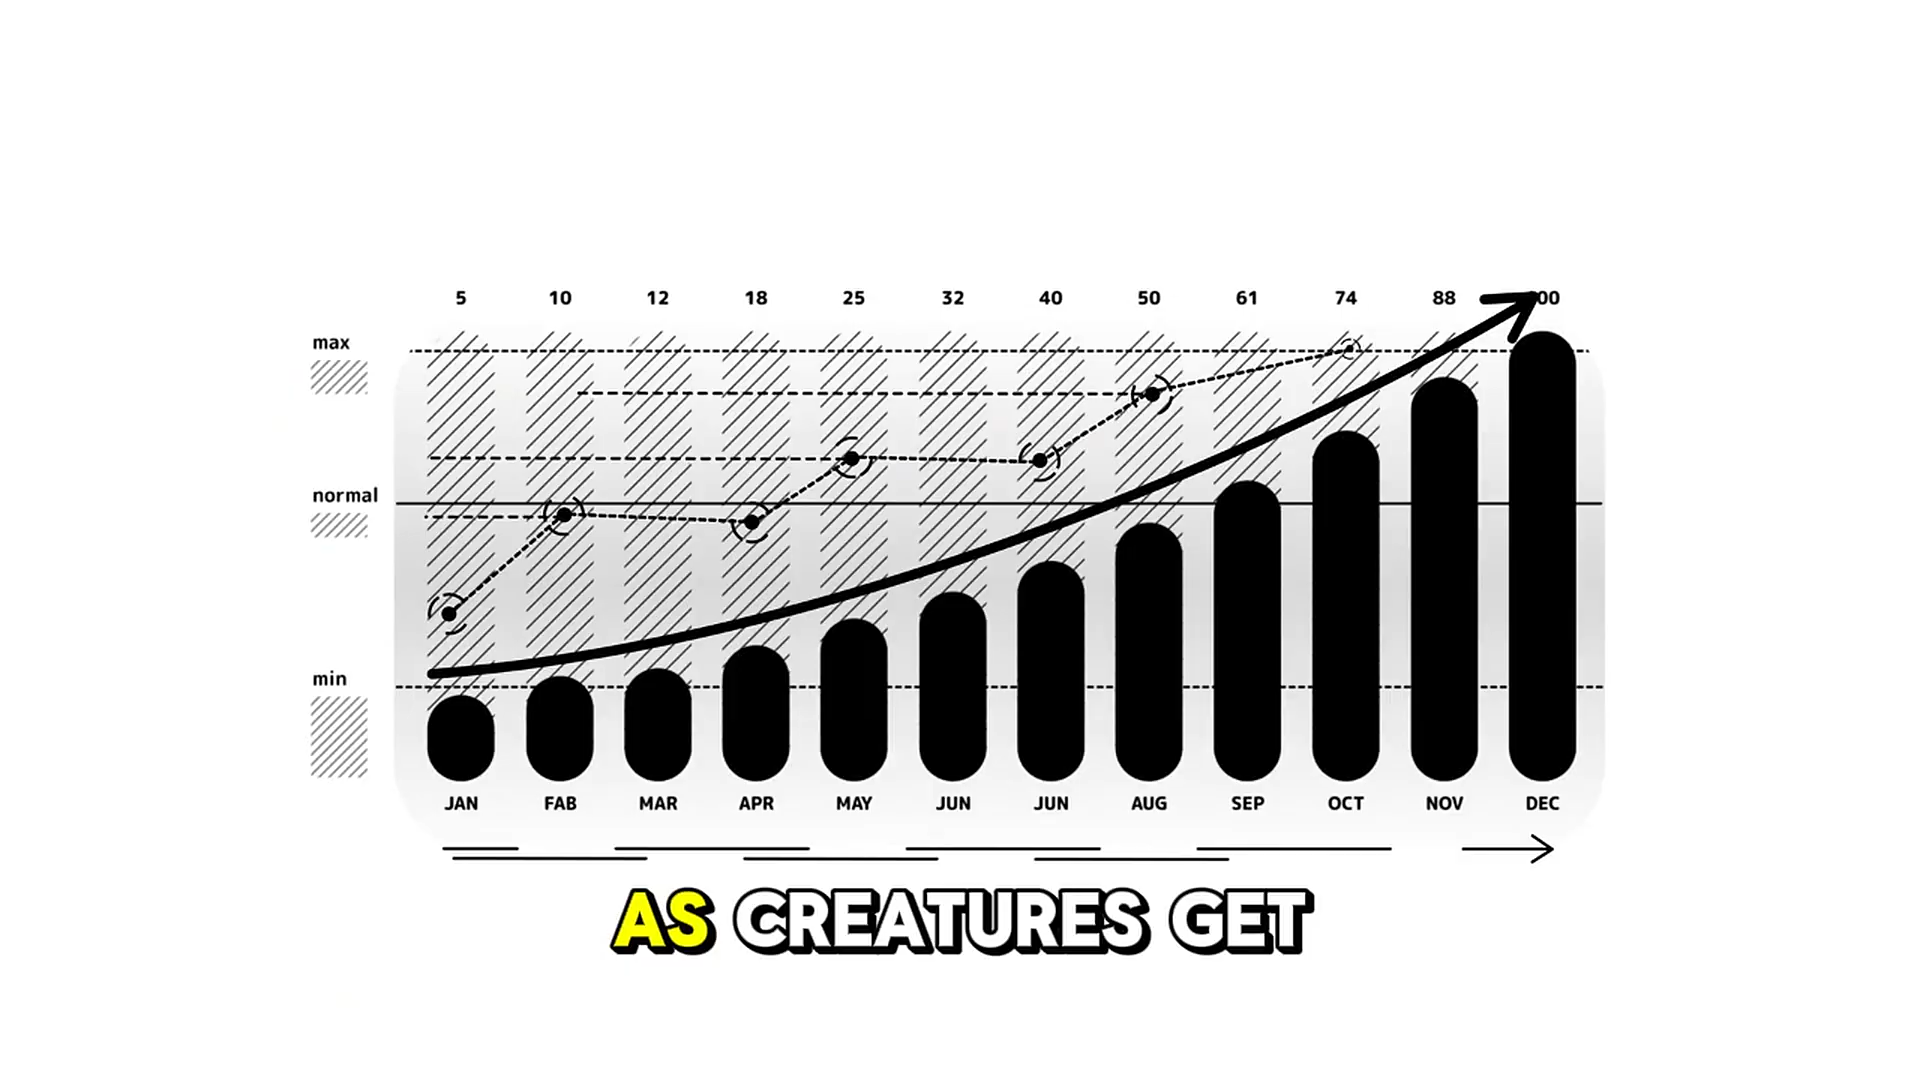 5 10 12 18 25 32 40 50 61 74 88 00
max
normal
min
JAN FAB MAR APR MAY JUN JUN AUG SEP OCT NOV DEC
AS CREATURES GET